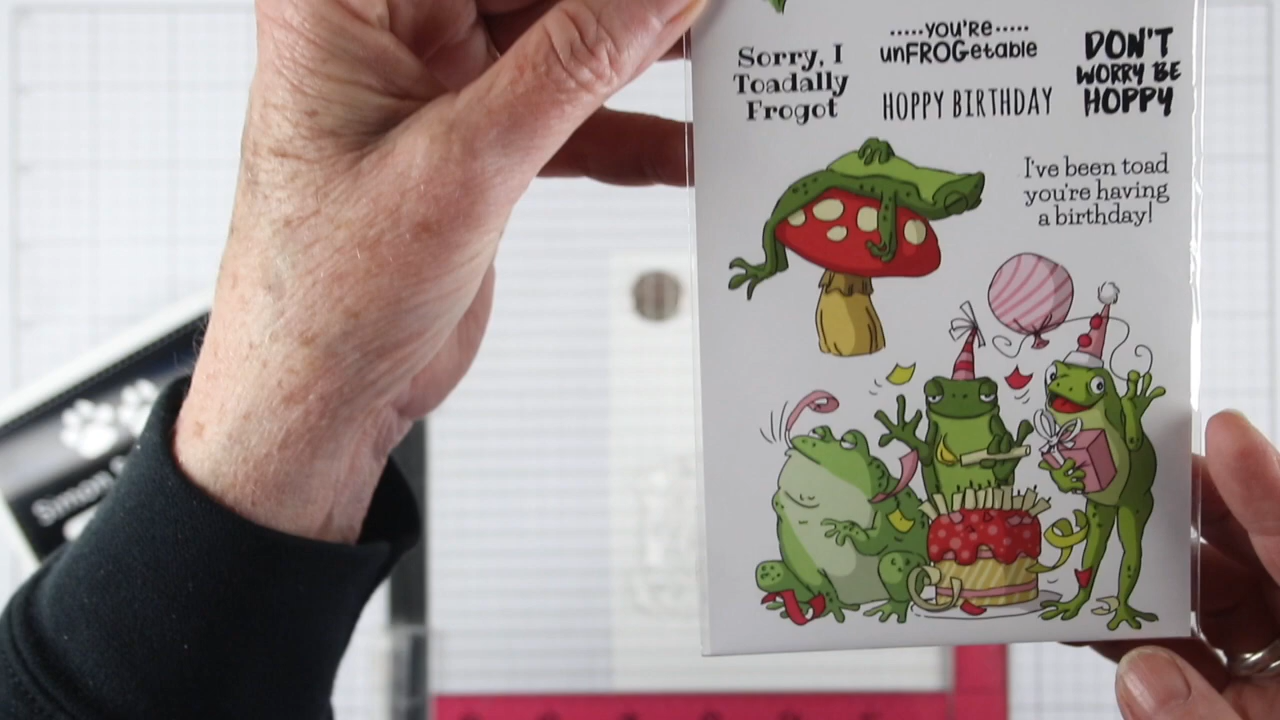 Sorry, I
Toadally
Frogot
.....you're.....
unFROGetable
HOPPY BIRTHDAY
DON'T
WORRY BE
HOPPY
I've been toad
you're having
a birthday!
Simon